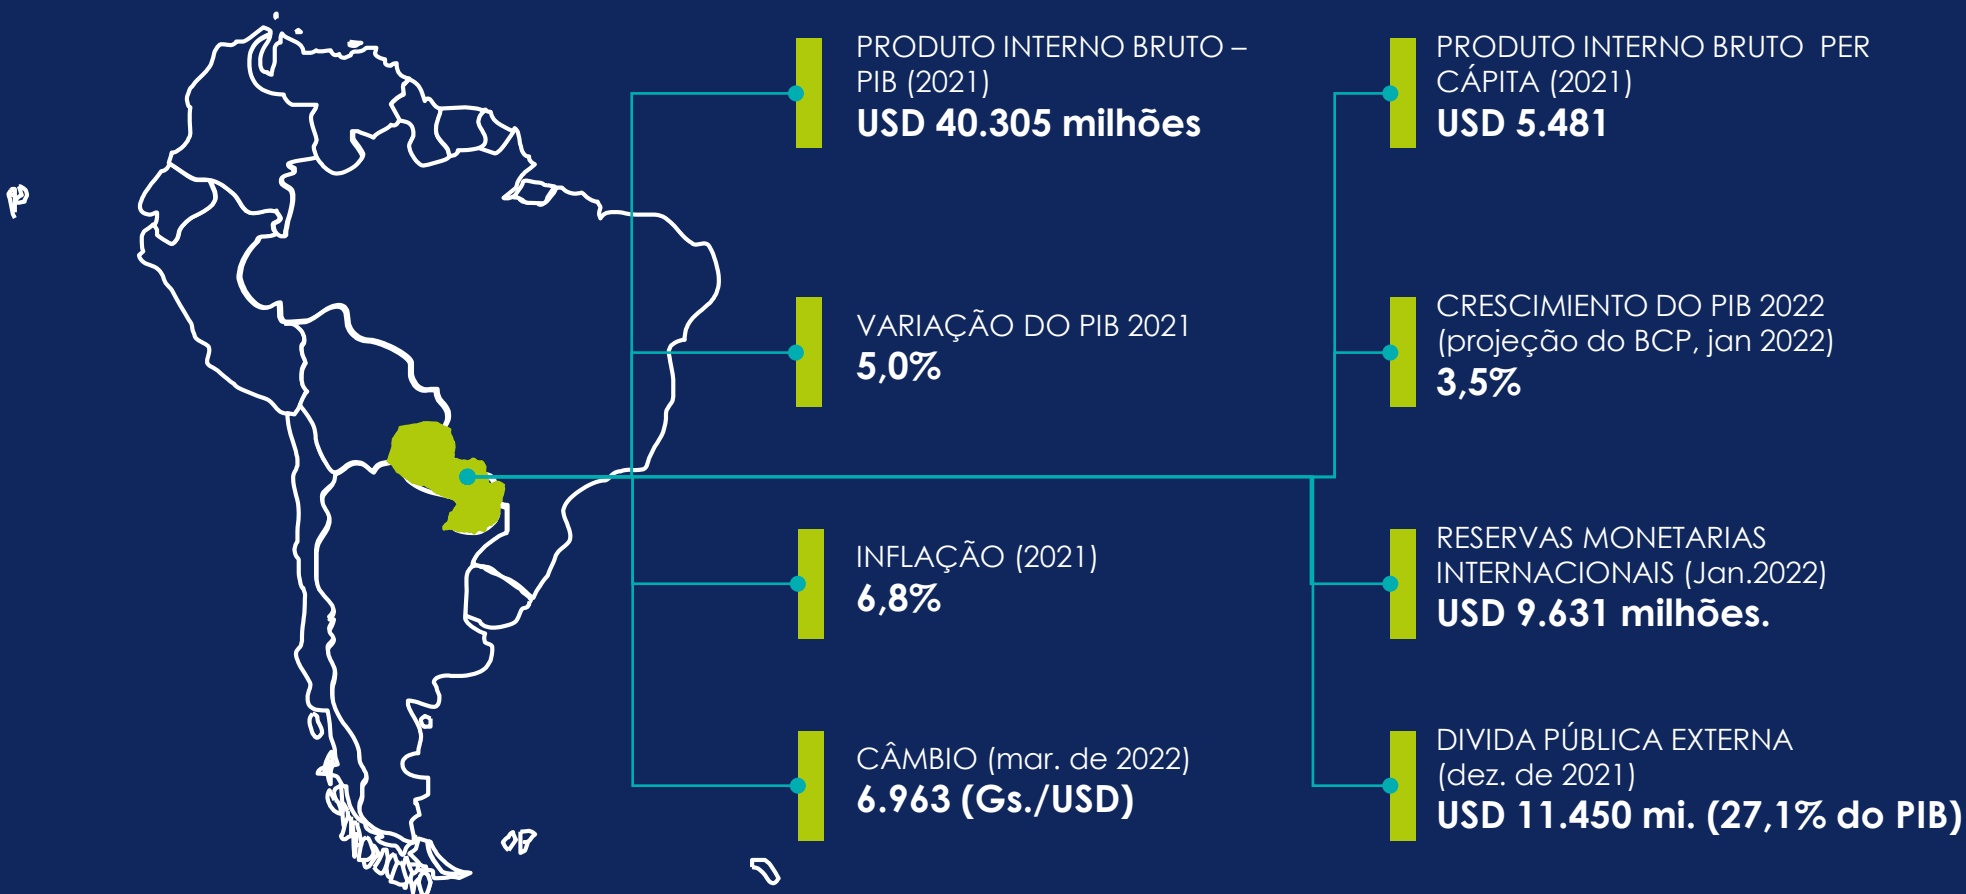 PRODUTO INTERNO BRUTO –
PIB (2021)
USD 40.305 milhões
PRODUTO INTERNO BRUTO PER
CÁPITA (2021)
USD 5.481
VARIAÇÃO DO PIB 2021
5,0%
CRESCIMIENTO DO PIB 2022
(projeção do BCP, jan 2022)
3,5%
INFLAÇÃO (2021)
6,8%
RESERVAS MONETARIAS
INTERNACIONAIS (Jan.2022)
USD 9.631 milhões.
CÂMBIO (mar. de 2022)
6.963 (Gs./USD)
DIVIDA PÚBLICA EXTERNA
(dez. de 2021)
USD 11.450 mi. (27,1% do PIB)